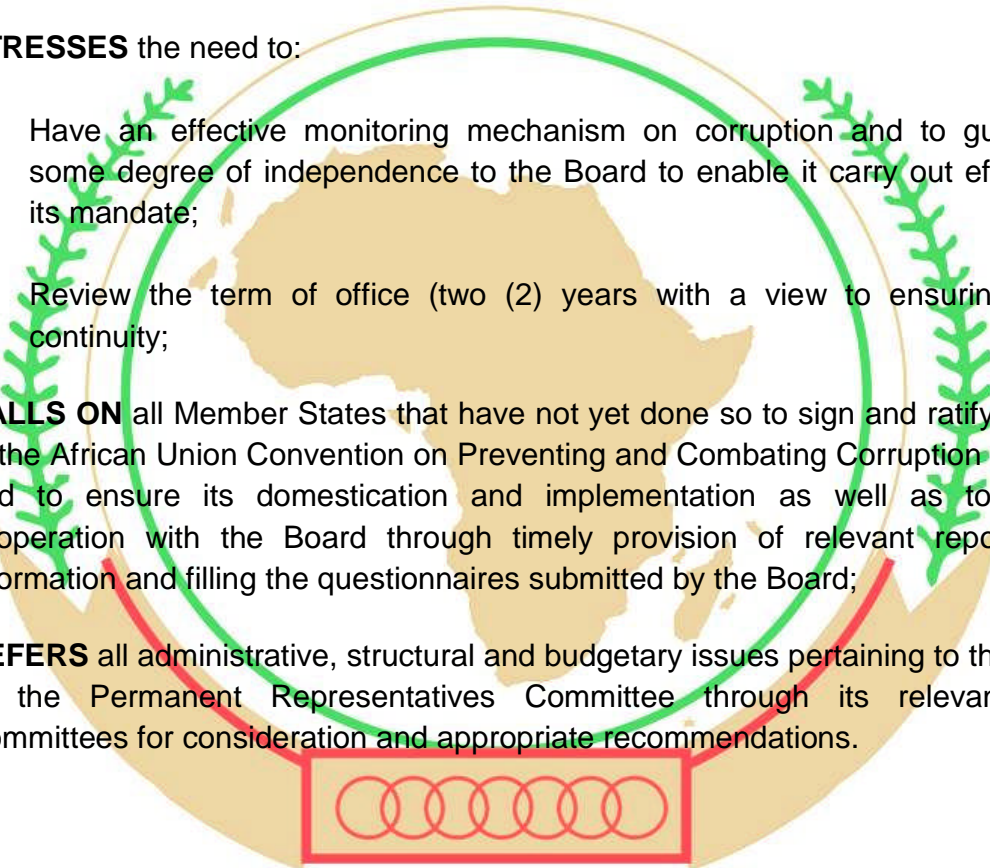 TRESSES the need to:
Have an effective monitoring mechanism on corruption and to gu
some degree of independence to the Board to enable it carry out ef
its mandate;
Review the term of office (two (2) years with a view to ensurin
continuity;
ALLS ON all Member States that have not yet done so to sign and ratify
the African Union Convention on Preventing and Combating Corruption
d to ensure its domestication and implementation as well as to
operation with the Board through timely provision of relevant repo
formation and filling the questionnaires submitted by the Board;
EFERS all administrative, structural and budgetary issues pertaining to th
the Permanent Representatives Committee through its relevan
ommittees for consideration and appropriate recommendations.